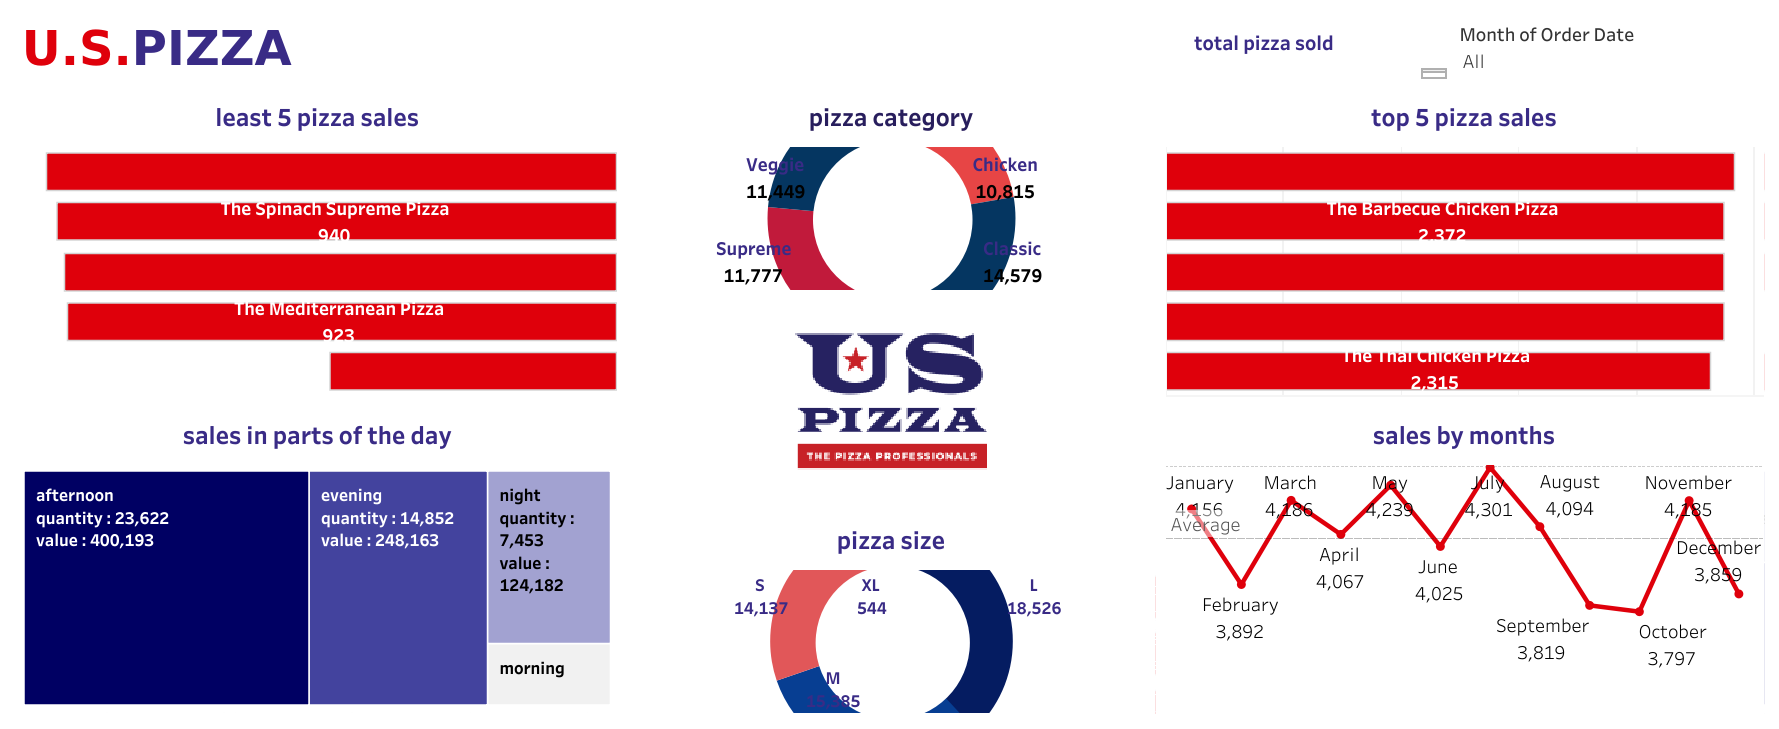 U.S.PIZZA
total pizza sold
Month of Order Date
All
least 5 pizza sales
The Spinach Supreme Pizza
940
The Mediterranean Pizza
923
pizza category
Veggie
11,449
Chicken
10,815
Supreme
11,777
Classic
14,579
top 5 pizza sales
The Barbecue Chicken Pizza
2,372
The Thai Chicken Pizza
2,315
US
PIZZA
THE PIZZA PROFESSIONALS
sales in parts of the day
afternoon
quantity : 23,622
value : 400,193
evening
quantity : 14,852
value : 248,163
night
quantity :
7,453
value :
124,182
morning
pizza size
S
14,137
XL
544
L
18,526
M
sales by months
January
4,156
Average
February
3,892
March
4,186
April
4,067
May
4,239
June
4,025
July
4,301
August
4,094
September
3,819
October
3,797
November
4,185
December
3,859